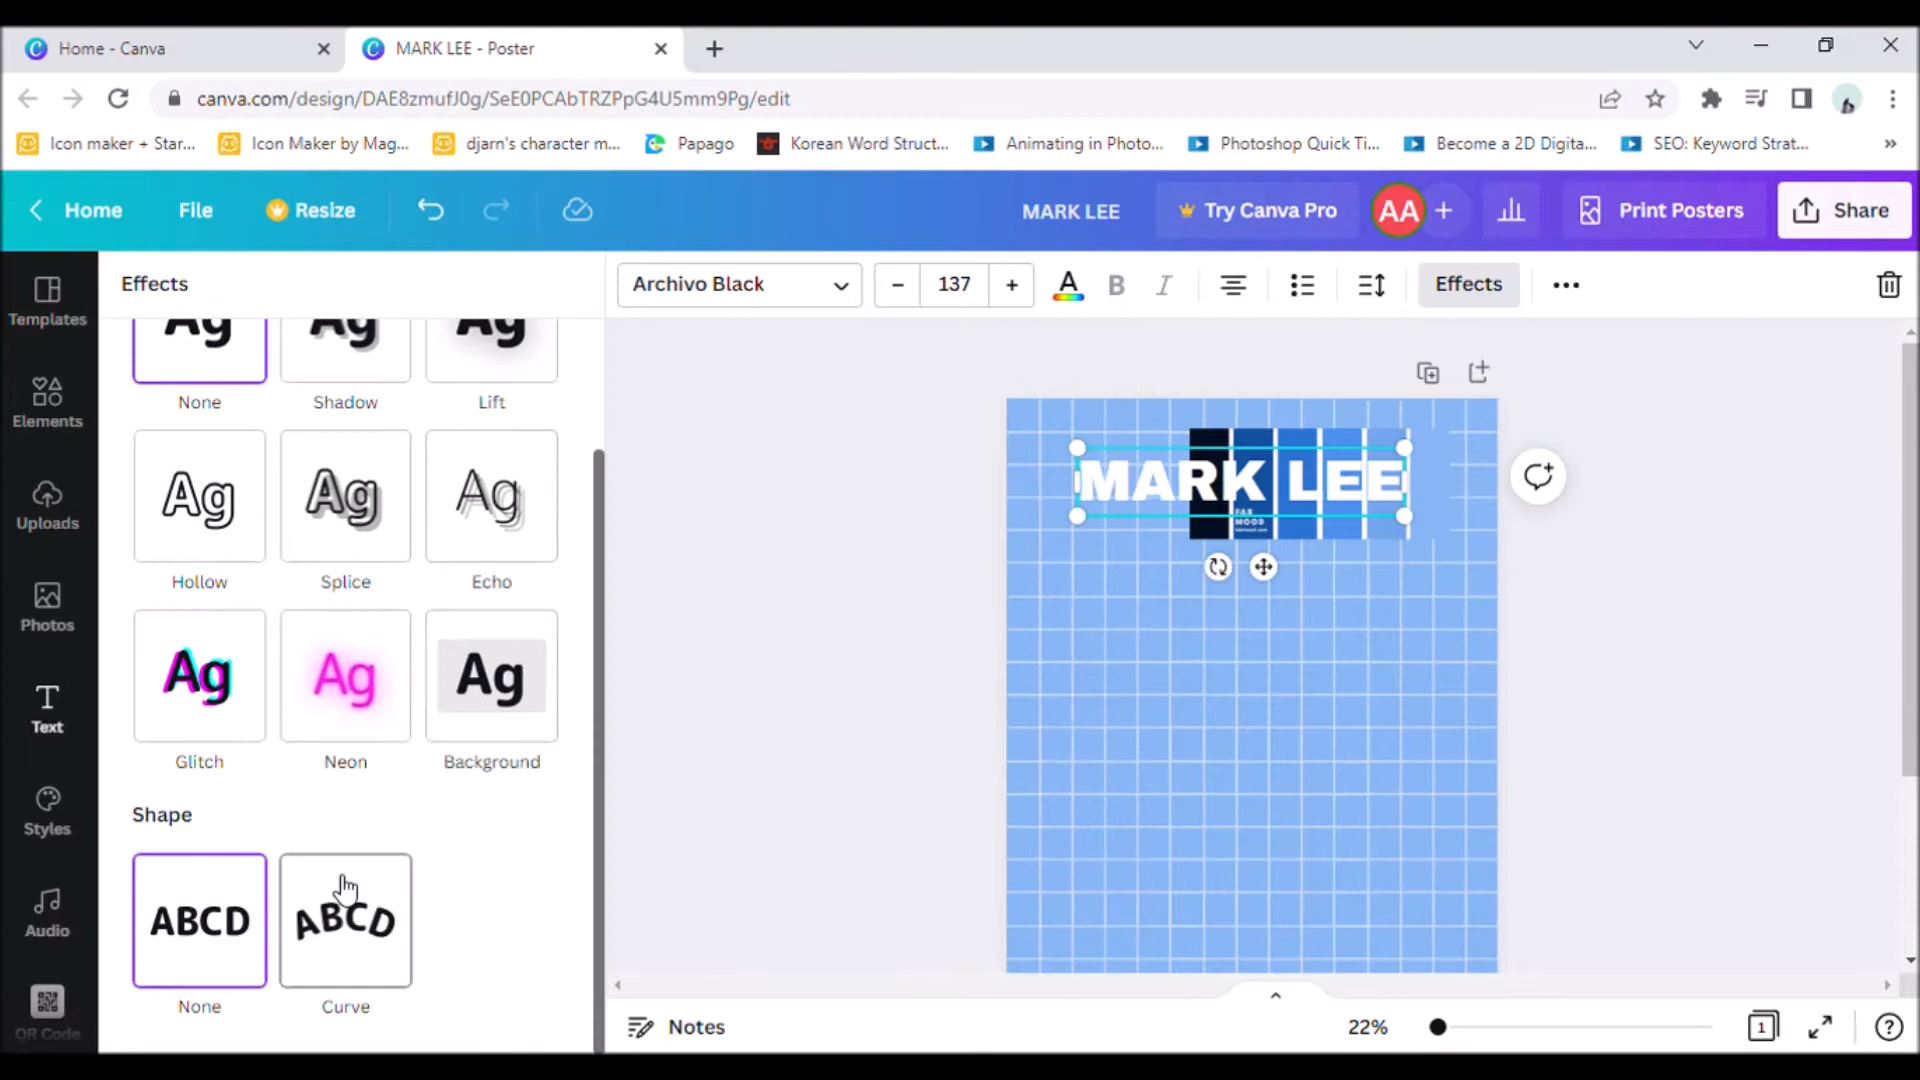 Home - Canva
MARK LEE - Poster
canva.com/design/DAE8zmufJ0g/SeE0PCAbTRZPpG4U5mm9Pg/edit
Icon maker + Star...
Icon Maker by Mag...
djarn's character m...
Papago
Korean Word Struct...
Animating in Photo...
Photoshop Quick Ti...
Become a 2D Digita...
SEO: Keyword Strat...
»
Home
File
Resize
MARK LEE
Try Canva Pro
AA
Print Posters
Share
Templates
Elements
Uploads
Photos
Text
Styles
Audio
QR Code
Effects
Archivo Black
137
A
B
I
Effects
Ag
Ag
Ag
None
Shadow
Lift
Ag
Ag
Ag
Hollow
Splice
Echo
Ag
Ag
Ag
Glitch
Neon
Background
Shape
ABCD
ABCD
None
Curve
MARK LEE
FAB
MOOD
Notes
22%
1